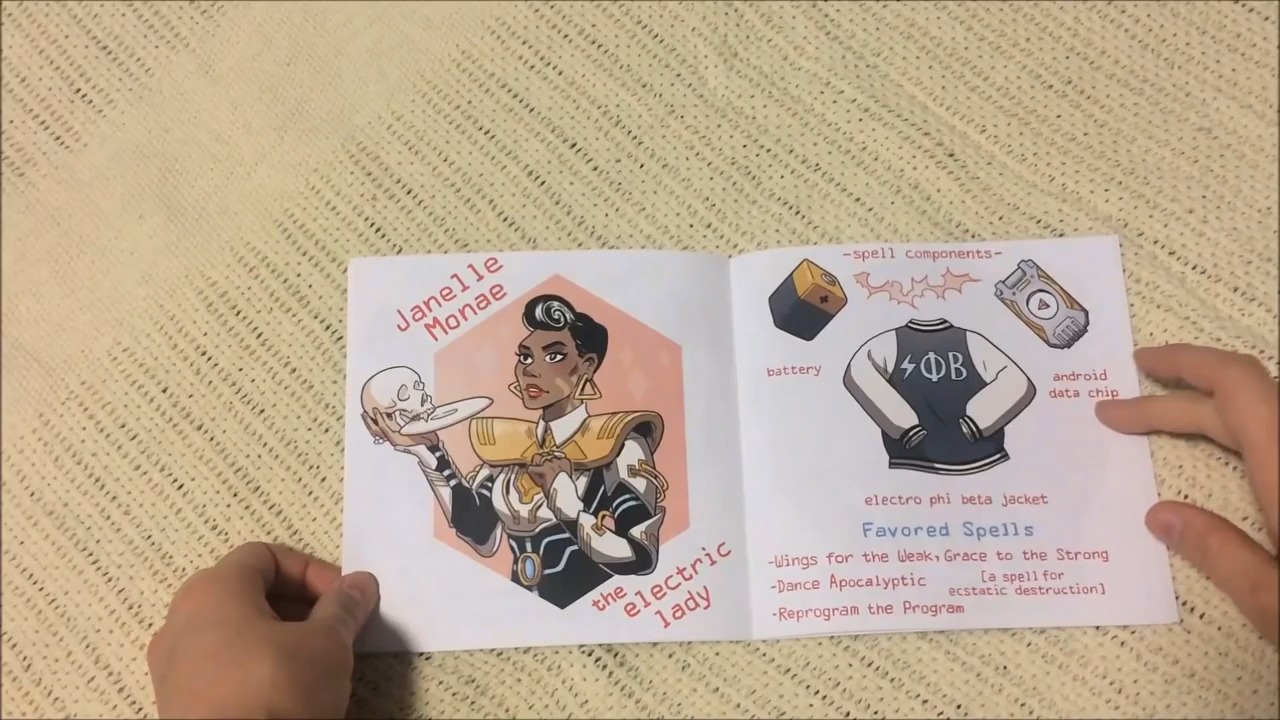 Janelle
Monae
the
electric
lady
-spell components-
battery
android
data chip
ϟΦB
electro phi beta jacket
Favored Spells
-Wings for the Weak, Grace to the Strong
-Dance Apocalyptic [a spell for
ecstatic destruction]
-Reprogram the Program